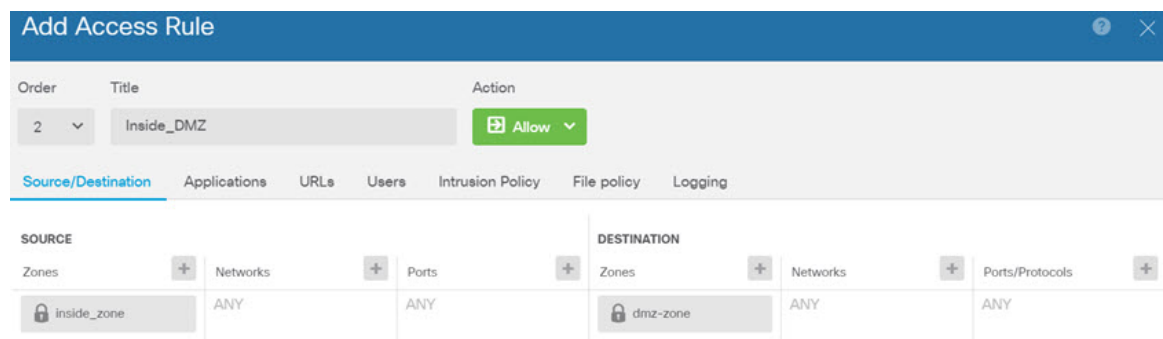 Add Access Rule
Order Title Action
2 Inside_DMZ Allow
Source/Destination Applications URLs Users Intrusion Policy File policy Logging
SOURCE DESTINATION
Zones Networks Ports Zones Networks Ports/Protocols
inside_zone ANY ANY dmz-zone ANY ANY